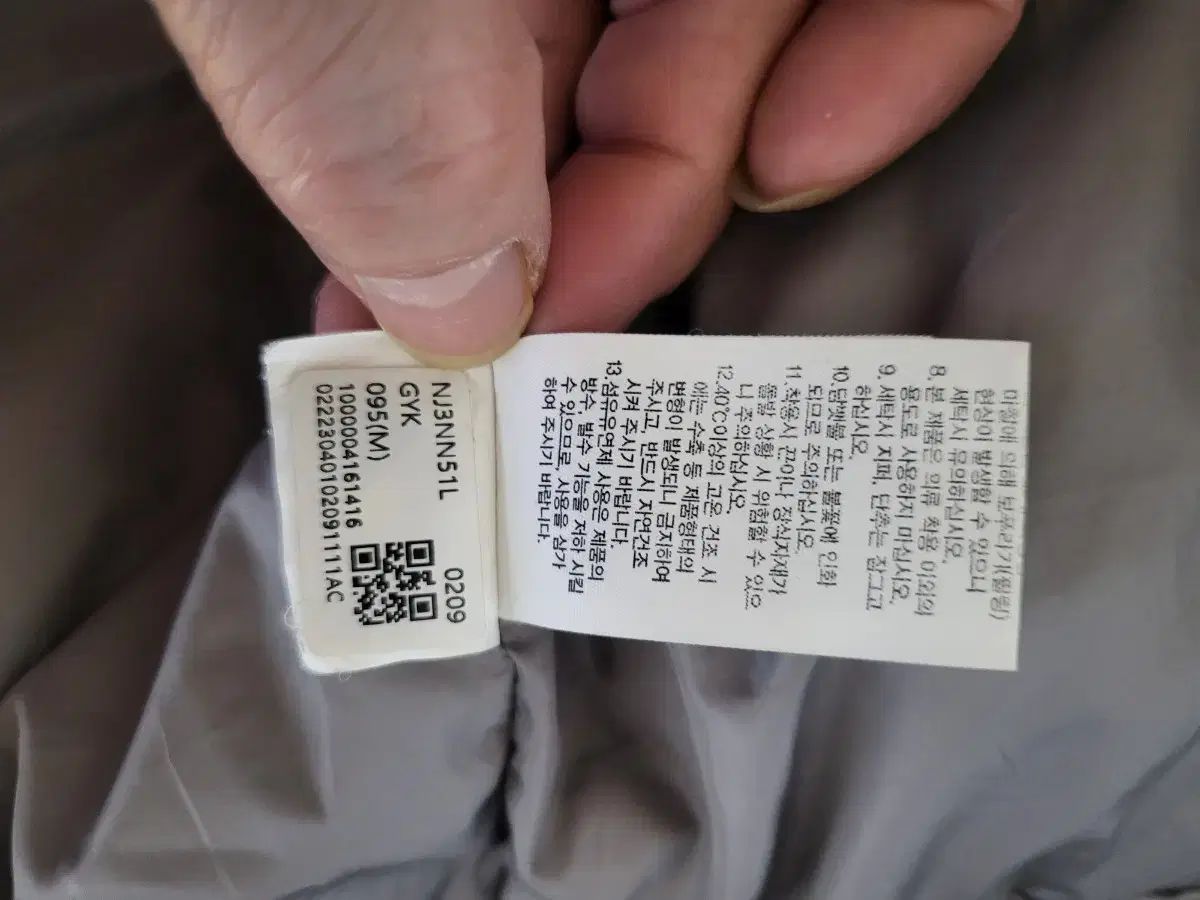 마찰에 의해 보푸리기(필링)
현상이 발생할 수 있으니
세탁시 유의하십시오.
8. 본 제품은 의류 착용 이외의
용도로 사용하지 마십시오.
9. 세탁시 지퍼, 단추는 잠그고
하십시오.
10. 담뱃불 또는 불꽃에 인화
되므로 주의하십시오.
11. 착용시 끈이나 장식자재가
돌발 상황 시 위험할 수 있으
니 주의하십시오.
12. 40℃이상의 고온 건조 시
에는 수축 등 제품형태의
변형이 발생되니 금지하여
주시고, 반드시 자연건조
시켜 주시기 바랍니다.
13. 섬유유연제 사용은 제품의
방수, 발수 기능을 저하 시킬
수 있으므로, 사용을 삼가
하여 주시기 바랍니다.
NJ3NN51L 0209
GYK
095(M)
100004161416
022230401020911​11AC